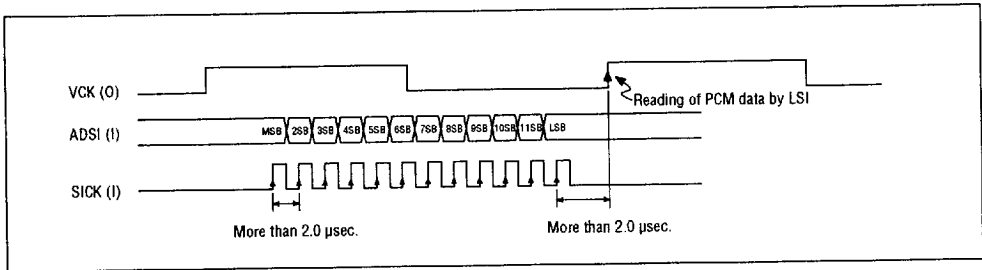 VCK (O)
Reading of PCM data by LSI
ADSI (I)
MSB 2SB 3SB 4SB 5SB 6SB 7SB 8SB 9SB 10SB 11SB LSB
SICK (I)
More than 2.0 μsec. More than 2.0 μsec.